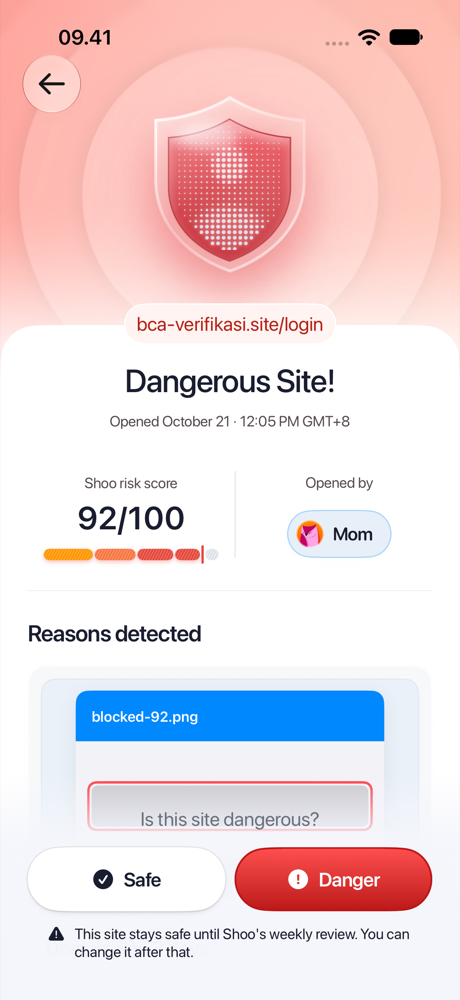 09.41
bca-verifikasi.site/login
Dangerous Site!
Opened October 21 · 12:05 PM GMT+8
Shoo risk score
92/100
Opened by
Mom
Reasons detected
blocked-92.png
Is this site dangerous?
Safe
Danger
This site stays safe until Shoo's weekly review. You can
change it after that.